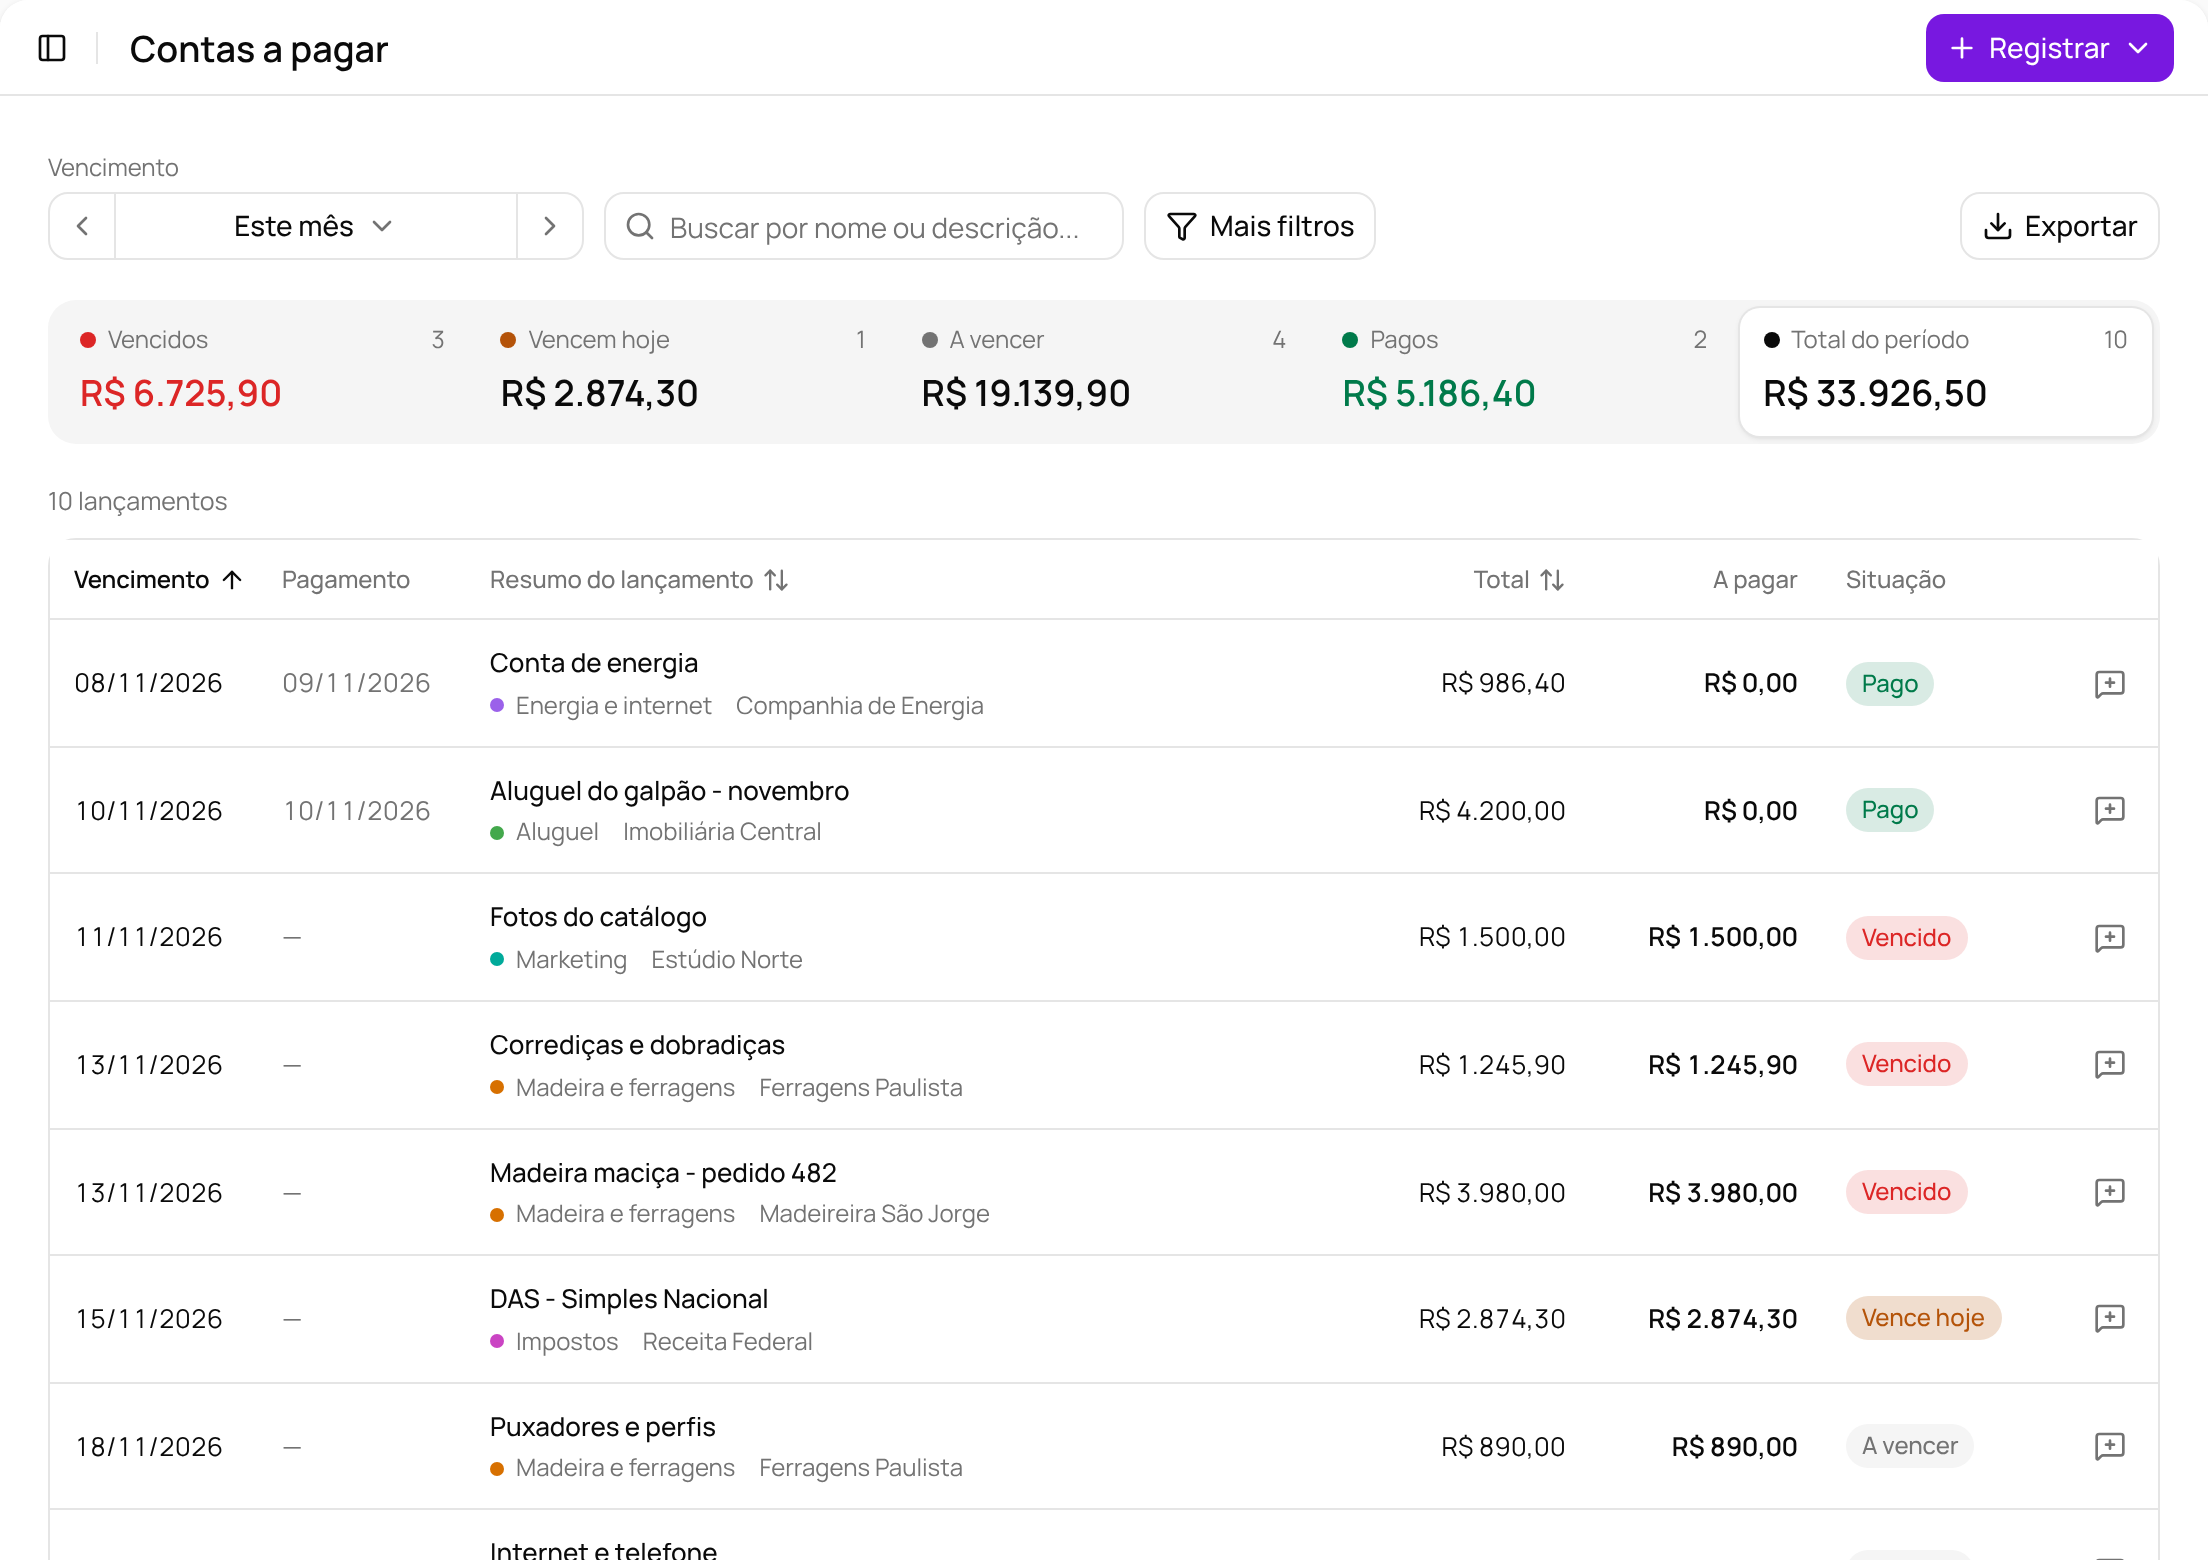 Contas a pagar
Registrar
Vencimento
Este mês
Buscar por nome ou descrição...
Mais filtros
Exportar
Vencidos 3
R$ 6.725,90
Vencem hoje 1
R$ 2.874,30
A vencer 4
R$ 19.139,90
Pagos 2
R$ 5.186,40
Total do período 10
R$ 33.926,50
10 lançamentos
Vencimento Pagamento Resumo do lançamento Total A pagar Situação
08/11/2026 09/11/2026 Conta de energia R$ 986,40 R$ 0,00 Pago
Energia e internet Companhia de Energia
10/11/2026 10/11/2026 Aluguel do galpão - novembro R$ 4.200,00 R$ 0,00 Pago
Aluguel Imobiliária Central
11/11/2026 — Fotos do catálogo R$ 1.500,00 R$ 1.500,00 Vencido
Marketing Estúdio Norte
13/11/2026 — Corrediças e dobradiças R$ 1.245,90 R$ 1.245,90 Vencido
Madeira e ferragens Ferragens Paulista
13/11/2026 — Madeira maciça - pedido 482 R$ 3.980,00 R$ 3.980,00 Vencido
Madeira e ferragens Madeireira São Jorge
15/11/2026 — DAS - Simples Nacional R$ 2.874,30 R$ 2.874,30 Vence hoje
Impostos Receita Federal
18/11/2026 — Puxadores e perfis R$ 890,00 R$ 890,00 A vencer
Madeira e ferragens Ferragens Paulista
Internet e telefone